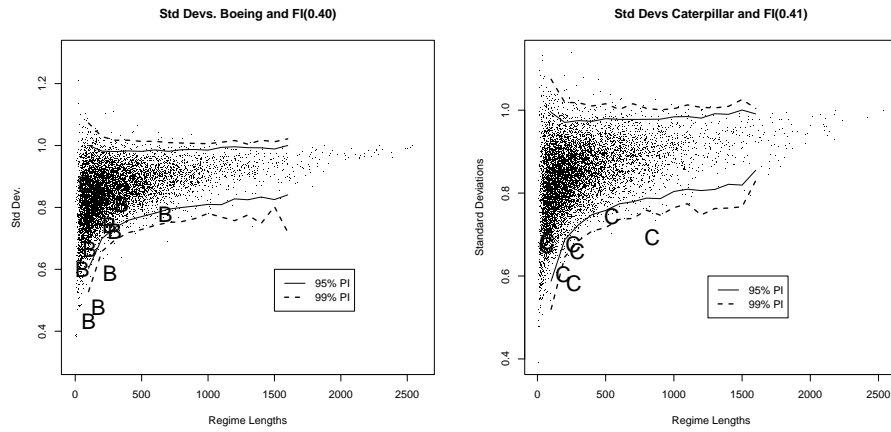 Std Devs. Boeing and FI(0.40)
Std Dev.
1.2
1.0
0.8
0.6
0.4
B
B
B
B
B
B
B
B
B
B
95% PI
99% PI
0 500 1000 1500 2000 2500
Regime Lengths
Std Devs Caterpillar and FI(0.41)
Standard Deviations
1.0
0.8
0.6
0.4
C
C
C
C
C
C
C
C
95% PI
99% PI
0 500 1000 1500 2000 2500
Regime Lengths